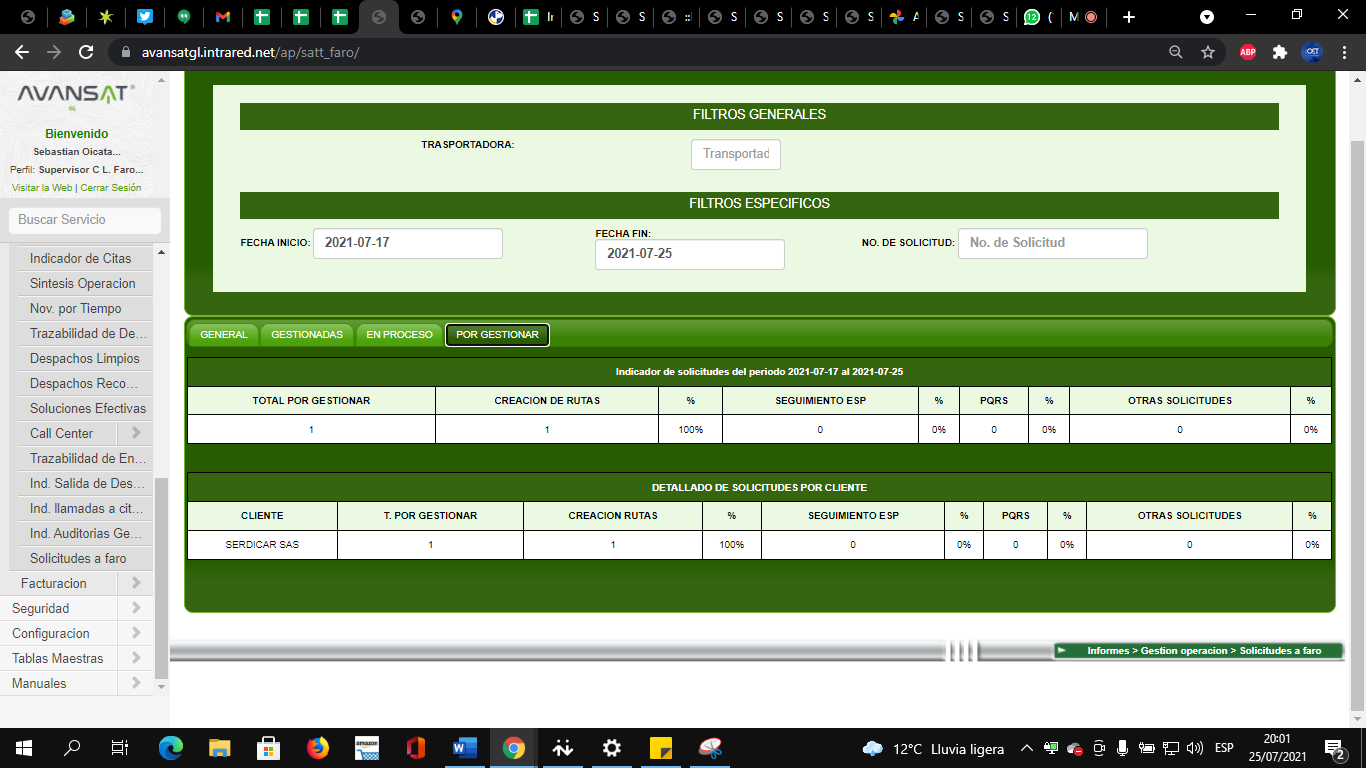 avansatgl.intrared.net/ap/satt_faro/
ABP
AVANSAT
GL
Bienvenido
Sebastian Oicata...
Perfil: Supervisor C L. Faro...
Visitar la Web | Cerrar Sesión
Buscar Servicio
Indicador de Citas
Sintesis Operacion
Nov. por Tiempo
Trazabilidad de De...
Despachos Limpios
Despachos Reco...
Soluciones Efectivas
Call Center
Trazabilidad de En...
Ind. Salida de Des...
Ind. llamadas a cit...
Ind. Auditorias Ge...
Solicitudes a faro
Facturacion
Seguridad
Configuracion
Tablas Maestras
Manuales
FILTROS GENERALES
TRASPORTADORA: Transportad
FILTROS ESPECIFICOS
FECHA INICIO: 2021-07-17 FECHA FIN: 2021-07-25 NO. DE SOLICITUD: No. de Solicitud
GENERAL GESTIONADAS EN PROCESO POR GESTIONAR
Indicador de solicitudes del periodo 2021-07-17 al 2021-07-25
TOTAL POR GESTIONAR CREACION DE RUTAS % SEGUIMIENTO ESP % PQRS % OTRAS SOLICITUDES %
1 1 100% 0 0% 0 0% 0 0%
DETALLADO DE SOLICITUDES POR CLIENTE
CLIENTE T. POR GESTIONAR CREACION RUTAS % SEGUIMIENTO ESP % PQRS % OTRAS SOLICITUDES %
SERDICAR SAS 1 1 100% 0 0% 0 0% 0 0%
Informes > Gestion operacion > Solicitudes a faro
12°C Lluvia ligera
ESP
20:01
25/07/2021
2